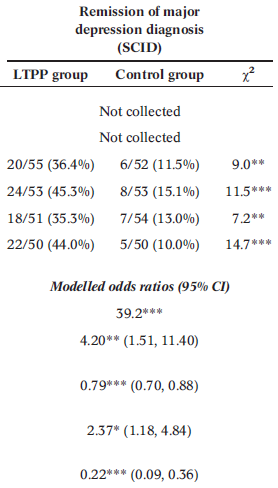 Remission of major
depression diagnosis
(SCID)
LTPP group Control group χ²
Not collected
Not collected
20/55 (36.4%) 6/52 (11.5%) 9.0**
24/53 (45.3%) 8/53 (15.1%) 11.5***
18/51 (35.3%) 7/54 (13.0%) 7.2**
22/50 (44.0%) 5/50 (10.0%) 14.7***
Modelled odds ratios (95% CI)
39.2***
4.20** (1.51, 11.40)
0.79*** (0.70, 0.88)
2.37* (1.18, 4.84)
0.22*** (0.09, 0.36)